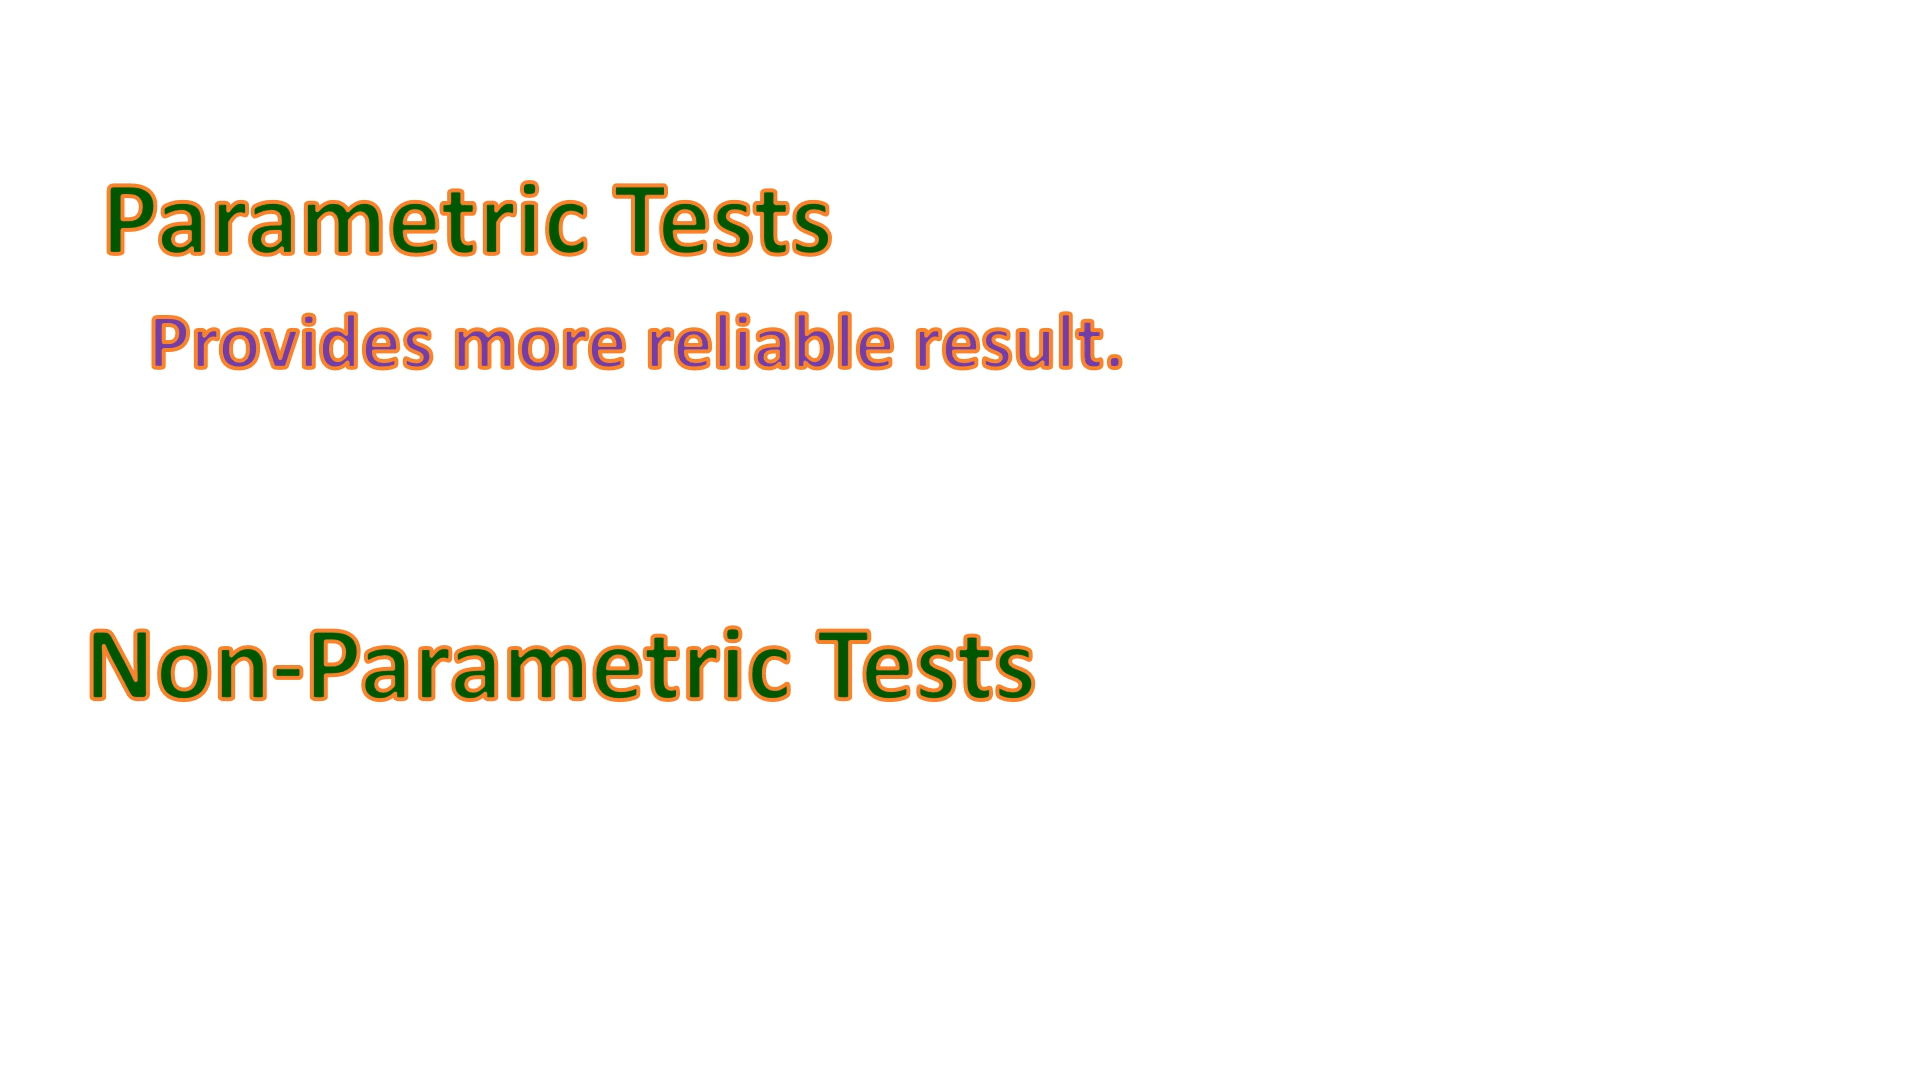 Parametric Tests
Provides more reliable result.
Non-Parametric Tests